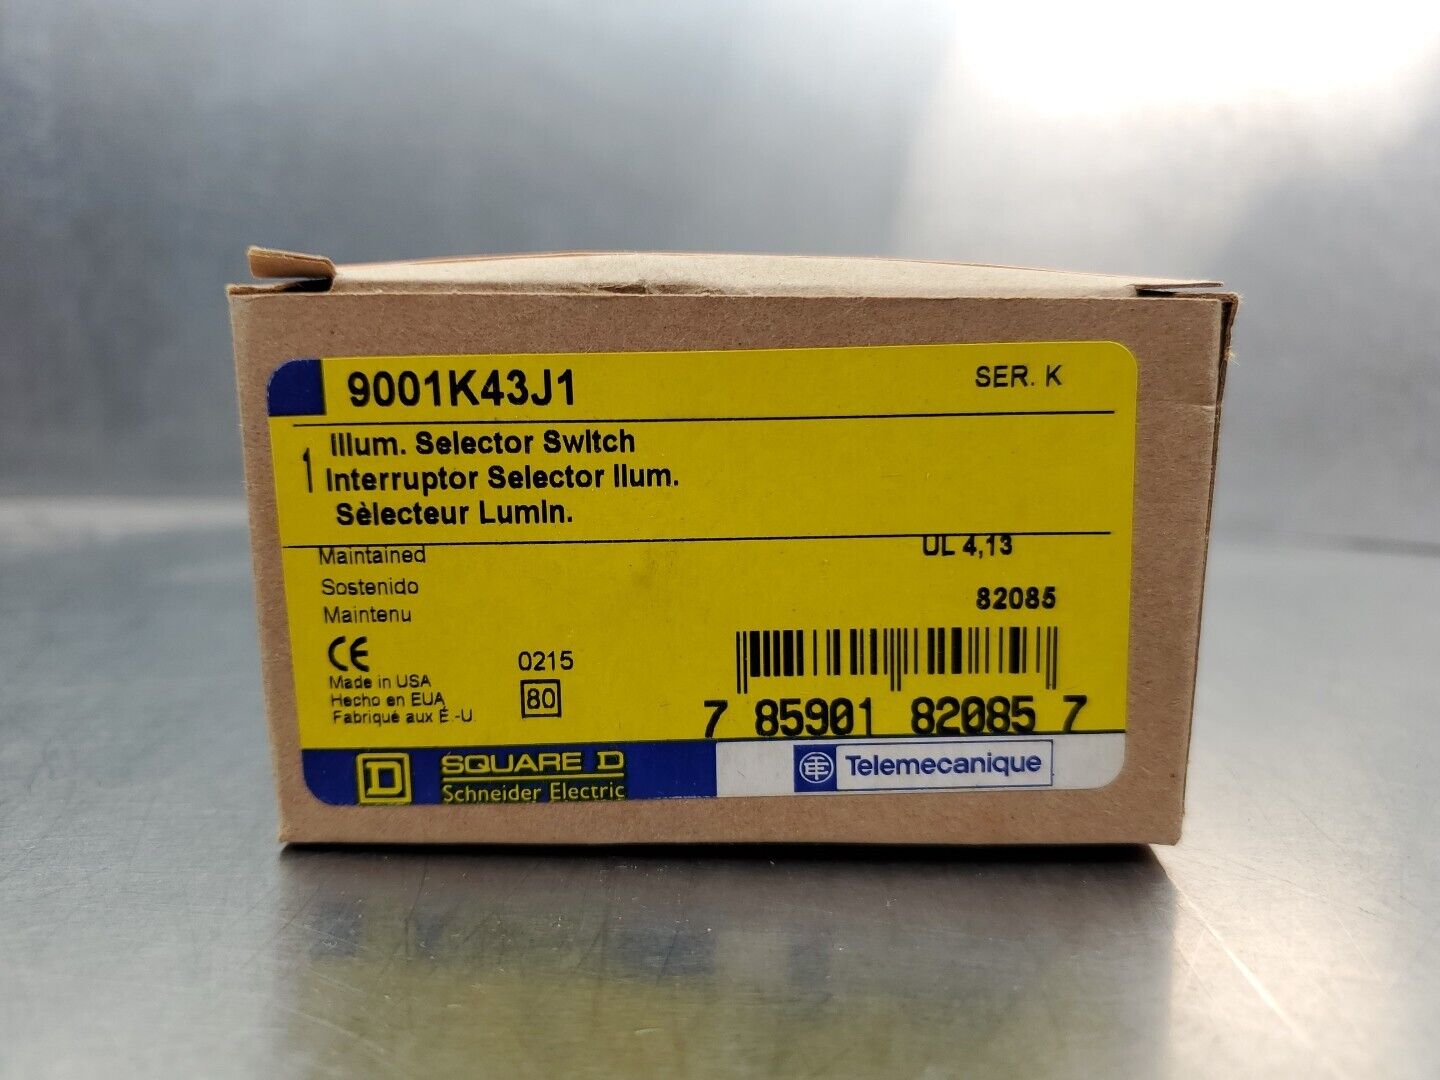 9001K43J1 SER. K
1 Illum. Selector Switch
Interruptor Selector Ilum.
Sèlecteur Lumin.
Maintained UL 4,13
Sostenido
82085
Maintenu
CE 0215
Made in USA
Hecho en EUA 80
Fabriqué aux É.-U.
7 85901 82085 7
D SQUARE D
Schneider Electric
TE Telemecanique